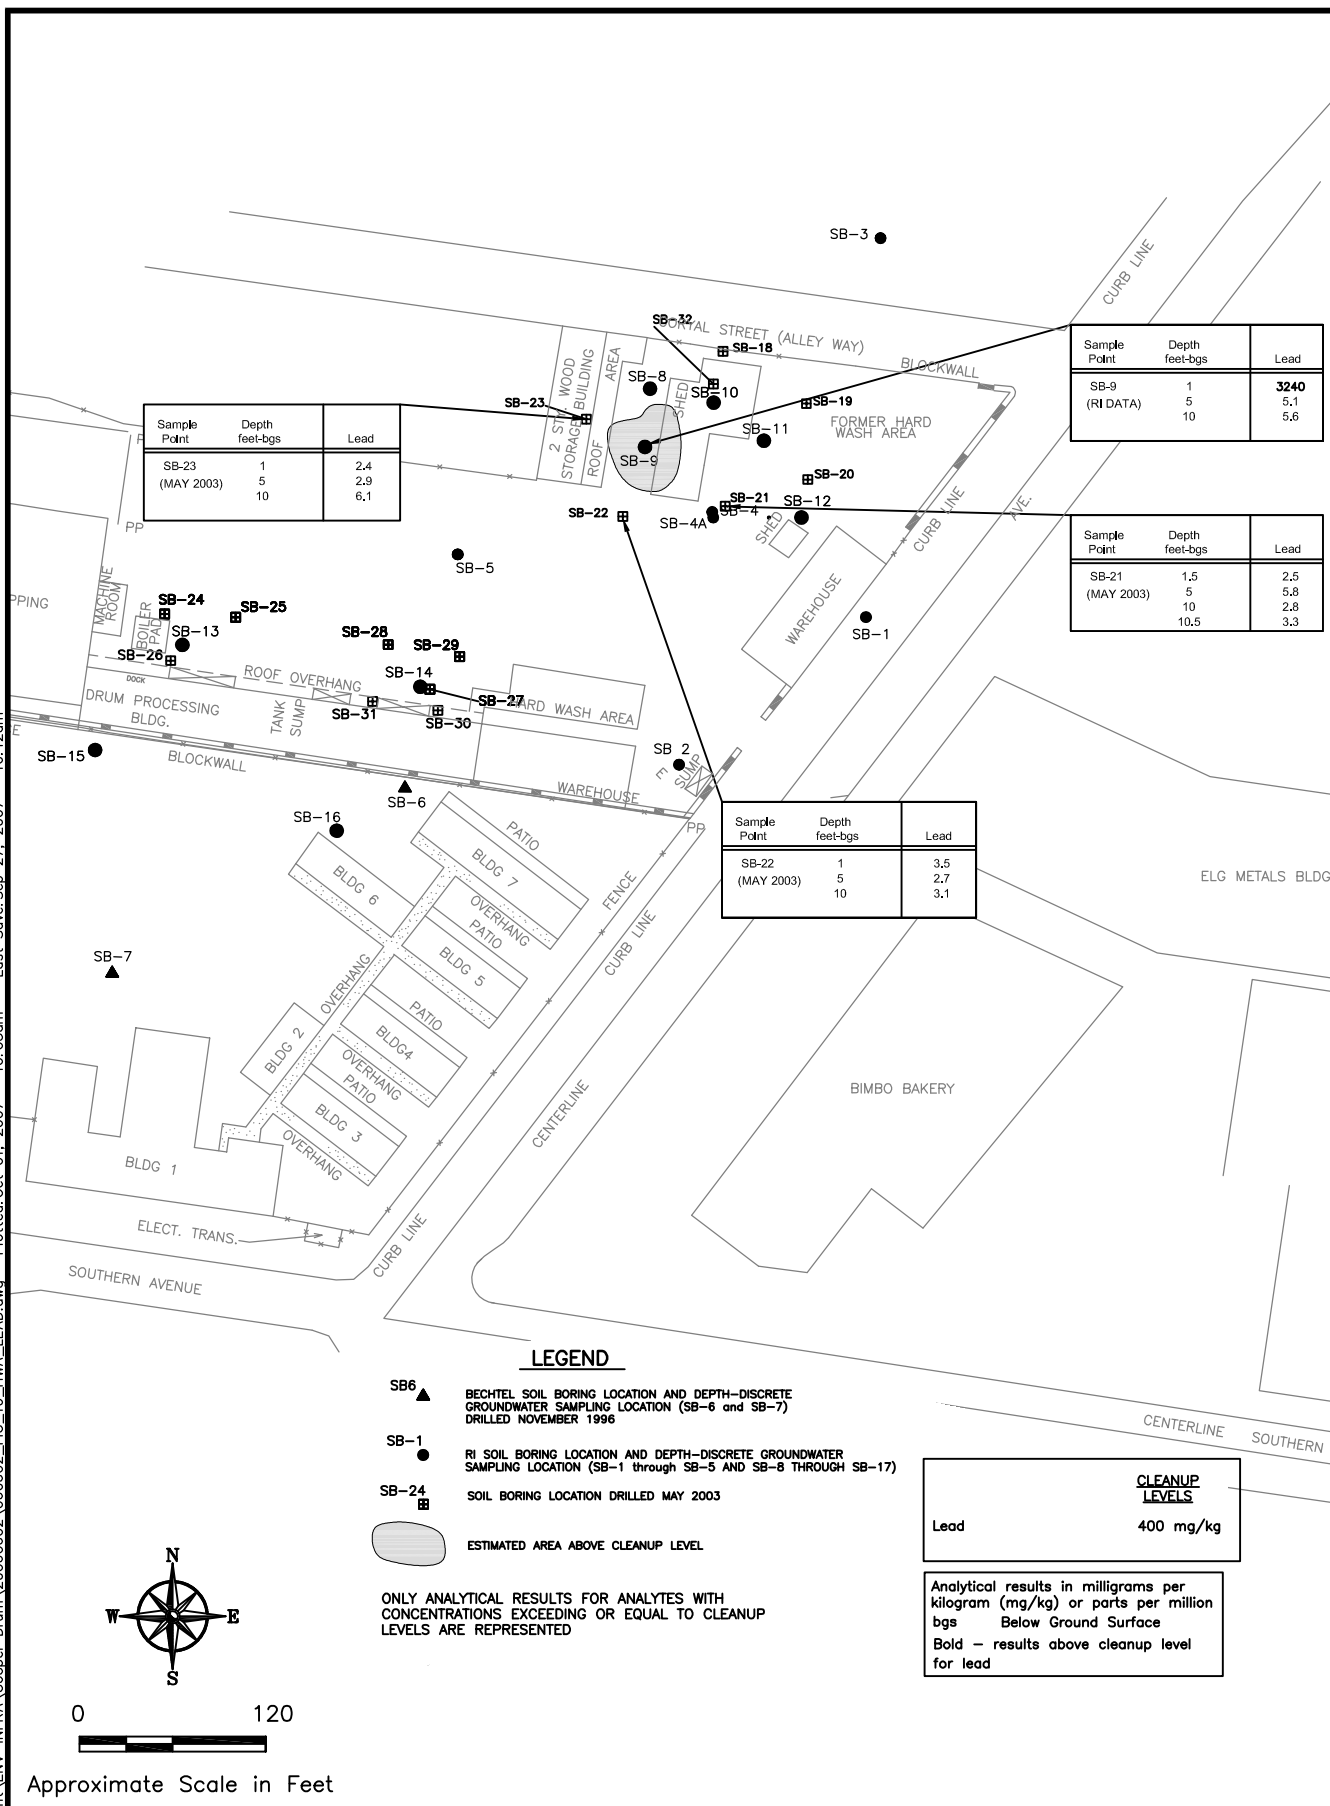 SB-3
CURB LINE
SB-32
DORYAL STREET (ALLEY WAY)
SB-18
BLOCKWALL
2 STY. WOOD
STORAGE BUILDING
ROOF AREA
SB-8
SHED
SB-10
SB-23
SB-19
FORMER HARD
WASH AREA
SB-11
SB-9
SB-20
SB-21
SB-22
SB-4
SB-4A
SB-12
SHED
CURB LINE
AVE.
Sample Point Depth feet-bgs Lead
SB-9 1 3240
(RI DATA) 5 5.1
10 5.6
Sample Point Depth feet-bgs Lead
SB-23 1 2.4
(MAY 2003) 5 2.9
10 6.1
Sample Point Depth feet-bgs Lead
SB-21 1.5 2.5
(MAY 2003) 5 5.8
10 2.8
10.5 3.3
PP
SB-5
WAREHOUSE
SB-1
PPING
MACHINE
ROOM
BOILER
PAD
SB-24
SB-25
SB-13
SB-26
SB-28
SB-29
SB-14
SB-27
SB-31
SB-30
ROOF OVERHANG
DOCK
DRUM PROCESSING
BLDG.
TANK
SUMP
HARD WASH AREA
SB-15
BLOCKWALL
SB 2
SUMP
WAREHOUSE
SB-6
PP
SB-16
Sample Point Depth feet-bgs Lead
SB-22 1 3.5
(MAY 2003) 5 2.7
10 3.1
PATIO
BLDG 7
BLDG 6
OVERHANG
PATIO
FENCE
CURB LINE
ELG METALS BLDG
SB-7
BLDG 5
OVERHANG
PATIO
BLDG 2
BLDG4
OVERHANG
PATIO
BLDG 3
OVERHANG
CENTERLINE
BIMBO BAKERY
BLDG 1
ELECT. TRANS.
CURB LINE
SOUTHERN AVENUE
CENTERLINE SOUTHERN
LEGEND
SB6
BECHTEL SOIL BORING LOCATION AND DEPTH-DISCRETE
GROUNDWATER SAMPLING LOCATION (SB-6 and SB-7)
DRILLED NOVEMBER 1996
SB-1
RI SOIL BORING LOCATION AND DEPTH-DISCRETE GROUNDWATER
SAMPLING LOCATION (SB-1 through SB-5 AND SB-8 THROUGH SB-17)
SB-24
SOIL BORING LOCATION DRILLED MAY 2003
ESTIMATED AREA ABOVE CLEANUP LEVEL
ONLY ANALYTICAL RESULTS FOR ANALYTES WITH
CONCENTRATIONS EXCEEDING OR EQUAL TO CLEANUP
LEVELS ARE REPRESENTED
CLEANUP
LEVELS
Lead 400 mg/kg
Analytical results in milligrams per
kilogram (mg/kg) or parts per million
bgs Below Ground Surface
Bold - results above cleanup level
for lead
N
W E
S
0 120
Approximate Scale in Feet